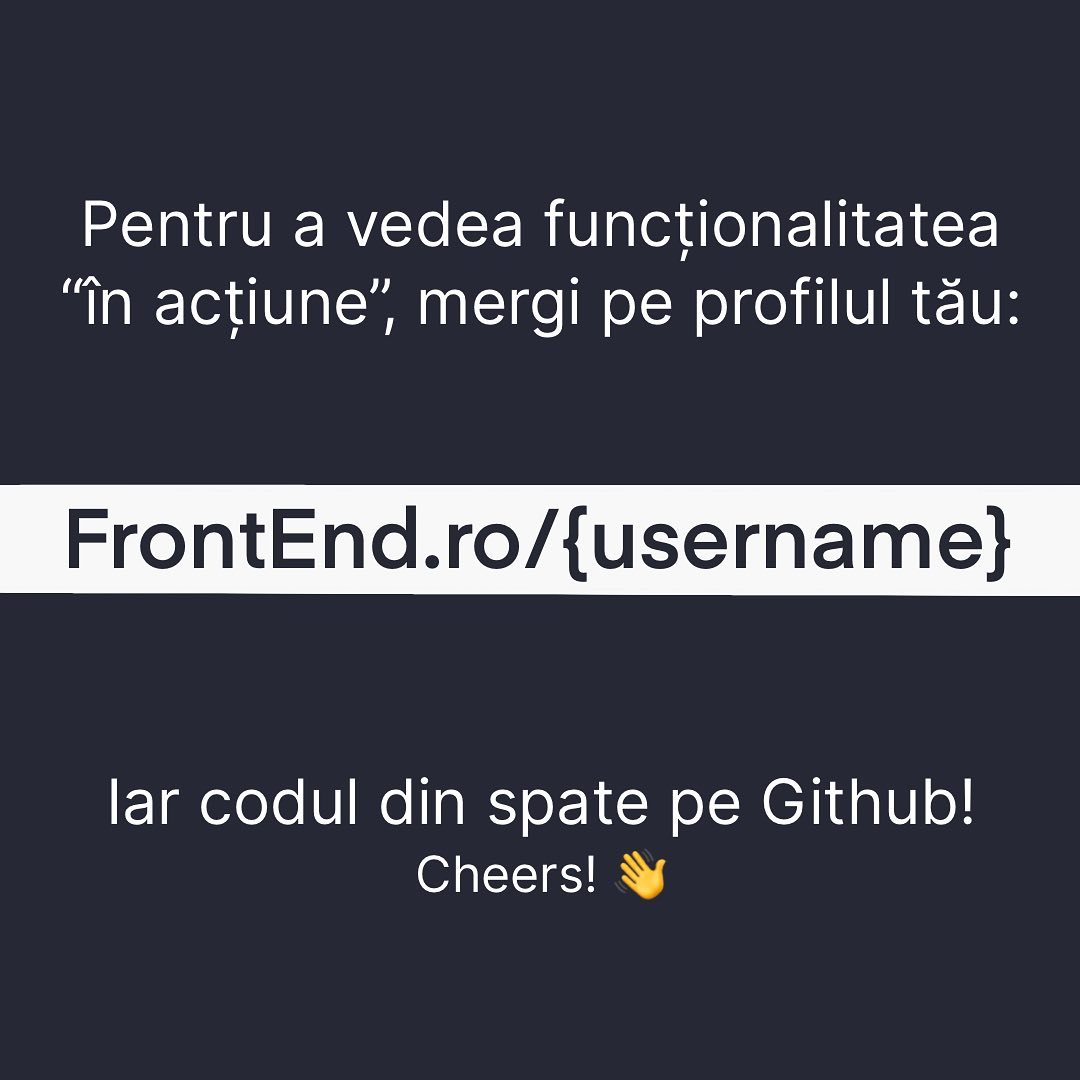 Pentru a vedea funcționalitatea
“în acțiune”, mergi pe profilul tău:
FrontEnd.ro/{username}
Iar codul din spate pe Github!
Cheers! 👋